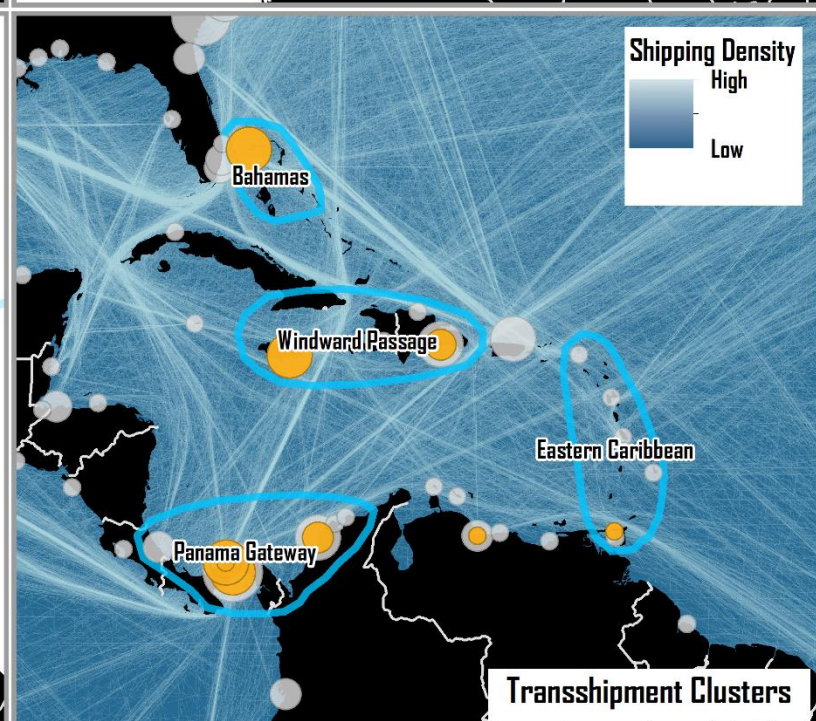 Shipping Density
High
Low
Bahamas
Windward Passage
Eastern Caribbean
Panama Gateway
Transshipment Clusters